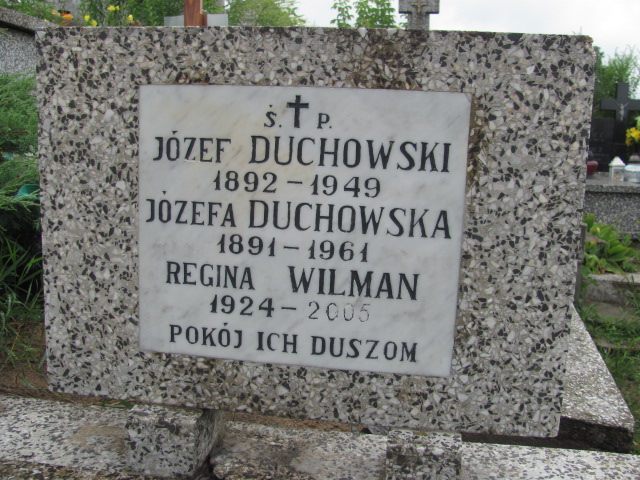 Ś. P.
JÓZEF DUCHOWSKI
1892 – 1949
JÓZEFA DUCHOWSKA
1891 – 1961
REGINA WILMAN
1924 – 2005
POKÓJ ICH DUSZOM